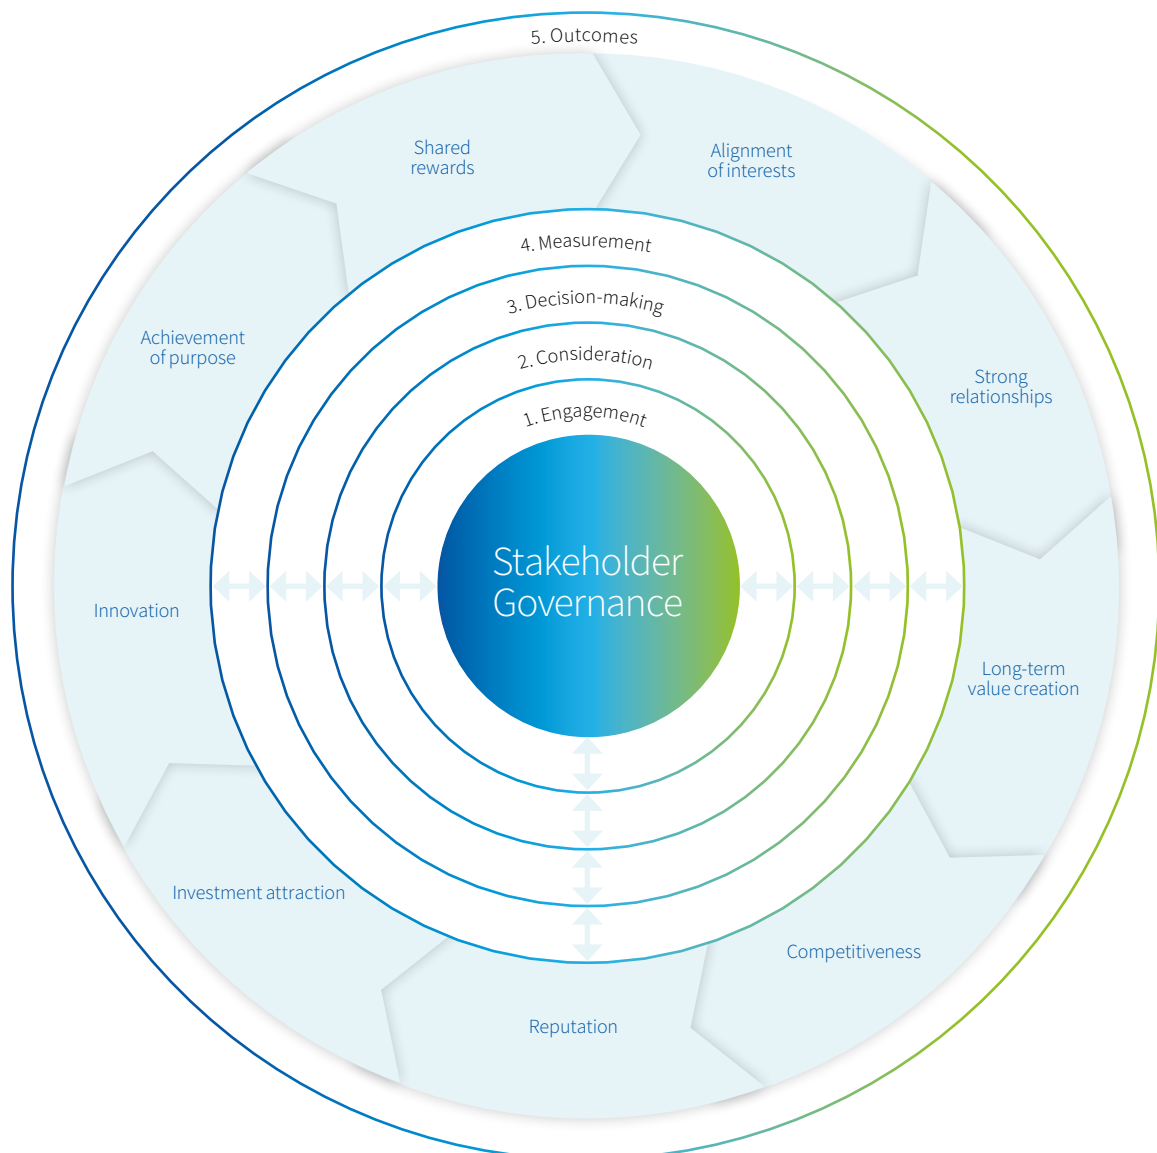 5. Outcomes
Shared
rewards
Alignment
of interests
4. Measurement
3. Decision-making
2. Consideration
1. Engagement
Achievement
of purpose
Strong
relationships
Stakeholder
Governance
Innovation
Long-term
value creation
Investment attraction
Competitiveness
Reputation